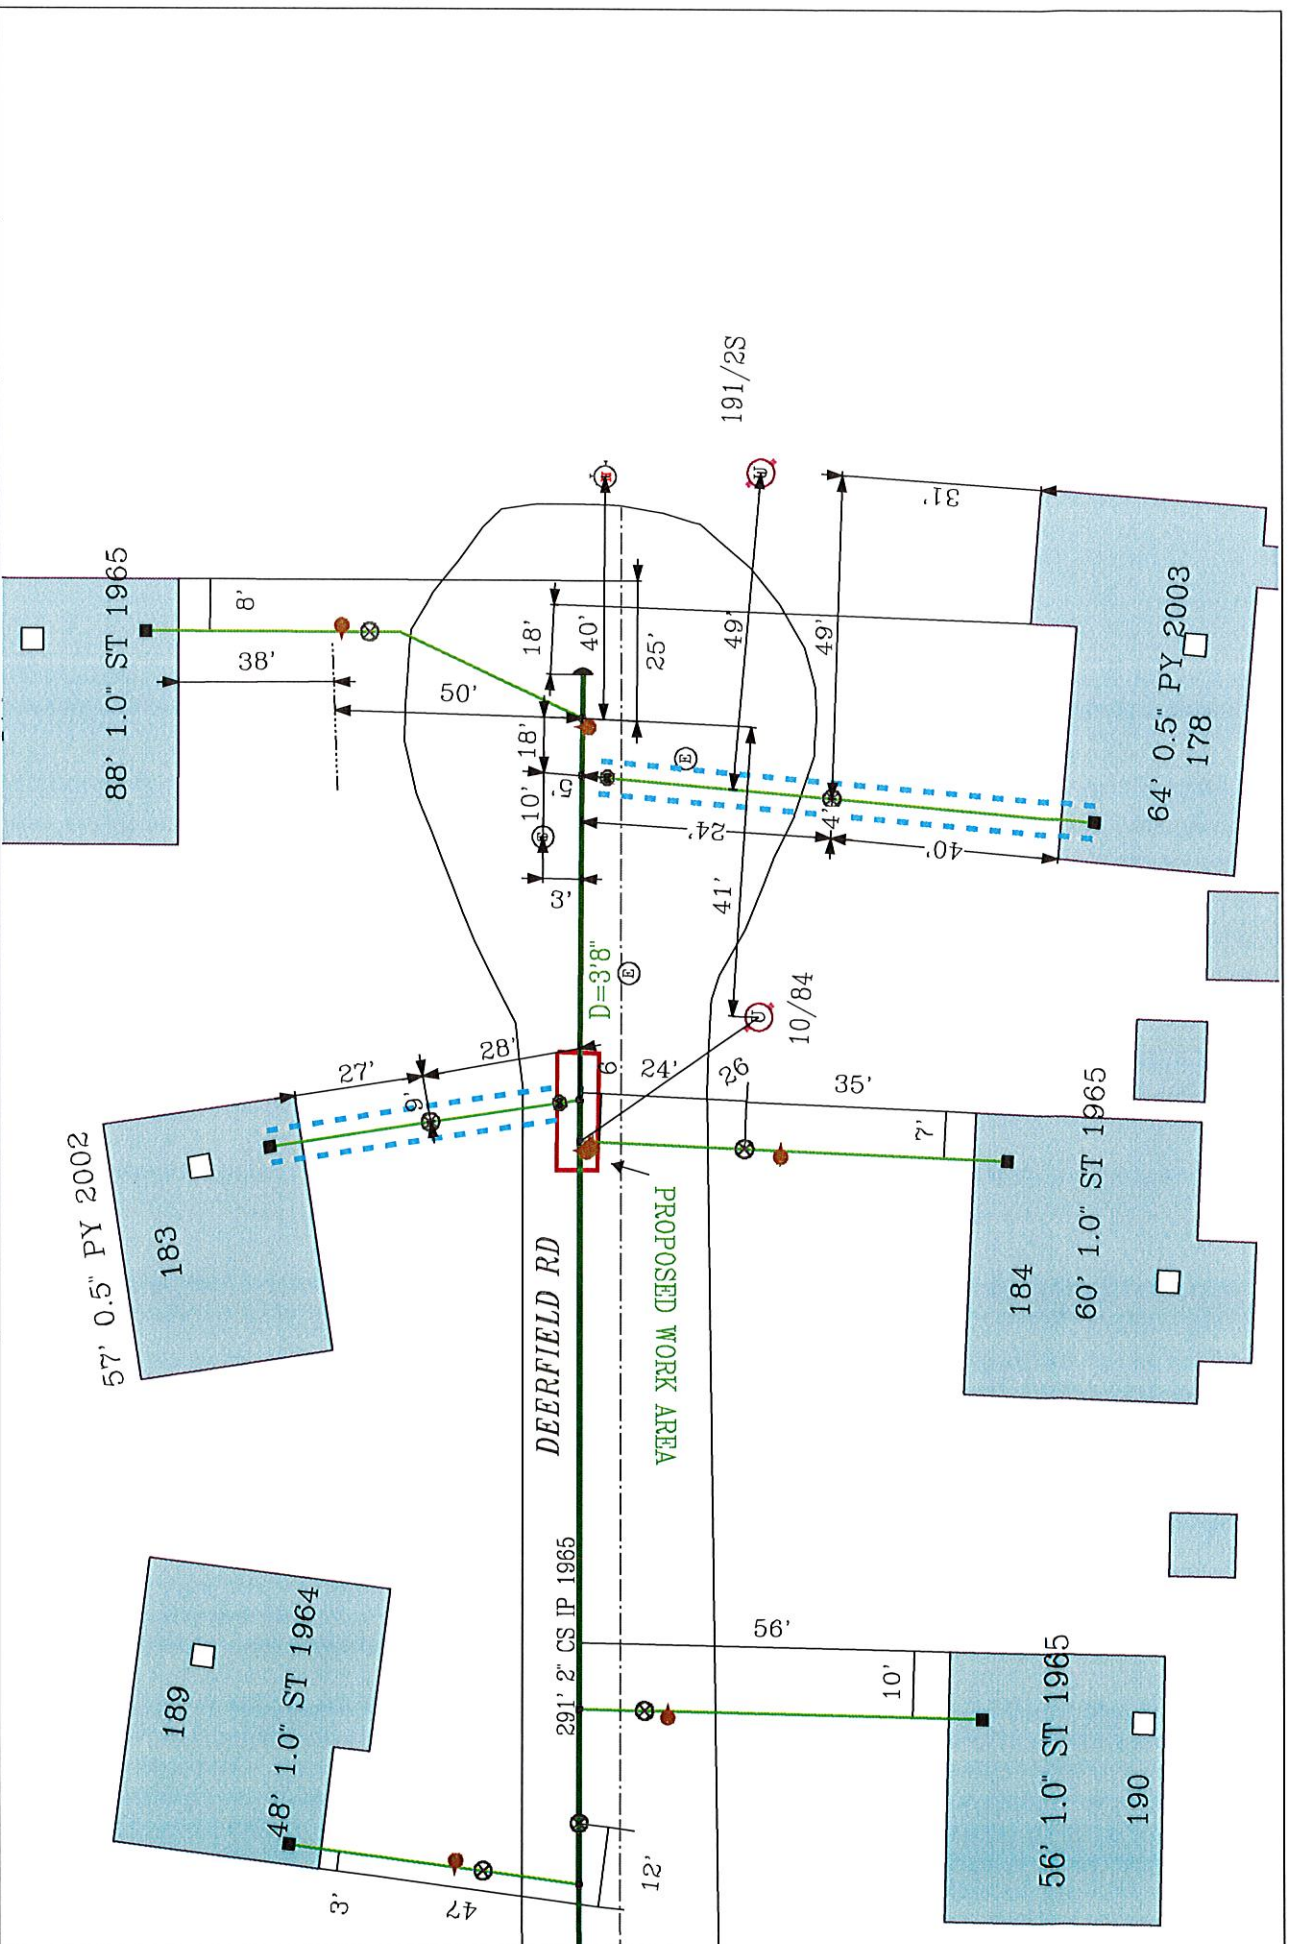 191/2S
31'
88' 1.0" ST 1965
8'
38'
50'
18'
40'
25'
49'
49'
64' 0.5" PY 2003
178
18'
10'
5'
E
E
3'
24'
4'
40'
41'
D=3'8"
E
U
U
10/84
27'
28'
9'
6
24'
26
35'
7'
57' 0.5" PY 2002
183
184
60' 1.0" ST 1965
PROPOSED WORK AREA
DEERFIELD RD
291' 2" CS IP 1965
56'
10'
189
48' 1.0" ST 1964
56' 1.0" ST 1965
190
3'
47
12'